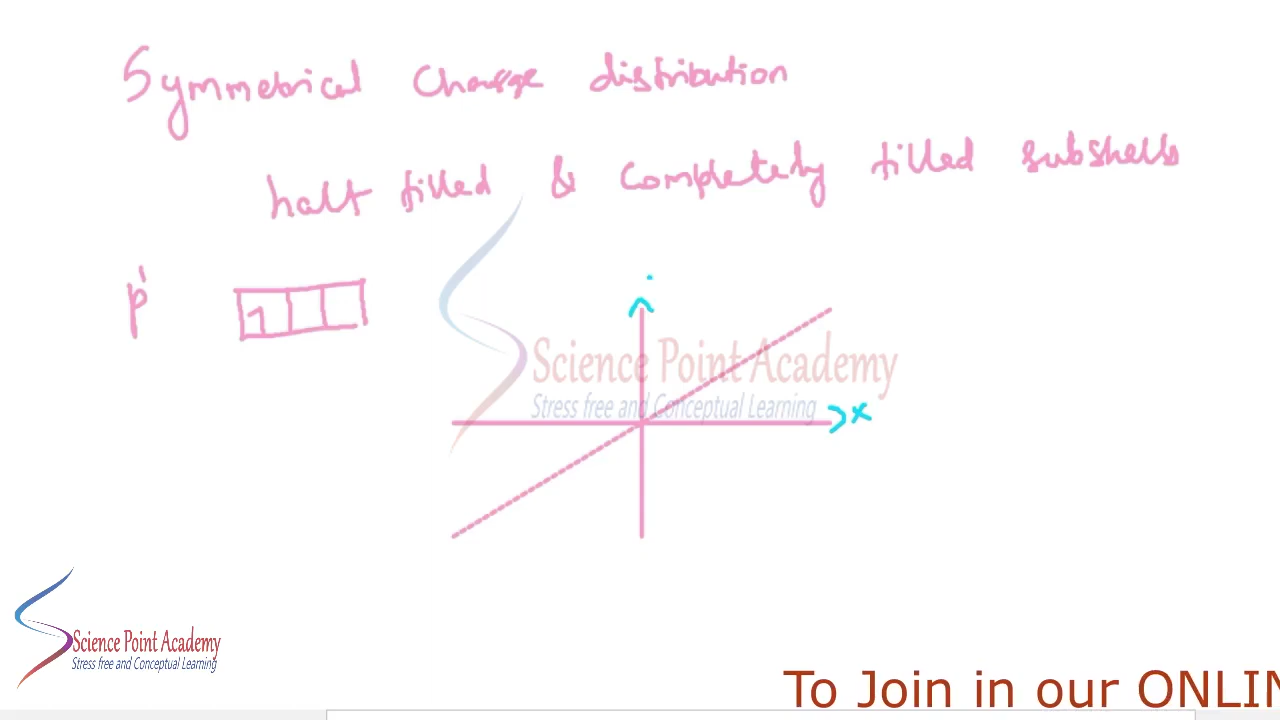 Symmetrical Charge distribution
half filled & Completely filled subshells
p¹ 1
x
Science Point Academy
Stress free and Conceptual Learning
Science Point Academy
Stress free and Conceptual Learning
To Join in our ONLIN